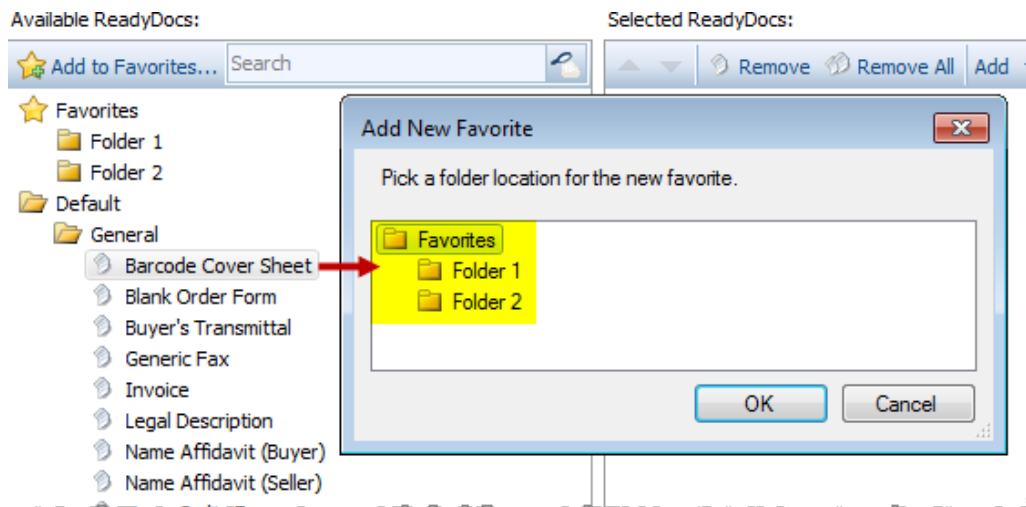 Available ReadyDocs:
Selected ReadyDocs:
Add to Favorites... Search
Remove Remove All Add
Favorites
Folder 1
Folder 2
Default
General
Barcode Cover Sheet
Blank Order Form
Buyer's Transmittal
Generic Fax
Invoice
Legal Description
Name Affidavit (Buyer)
Name Affidavit (Seller)
Add New Favorite
Pick a folder location for the new favorite.
Favorites
Folder 1
Folder 2
OK Cancel